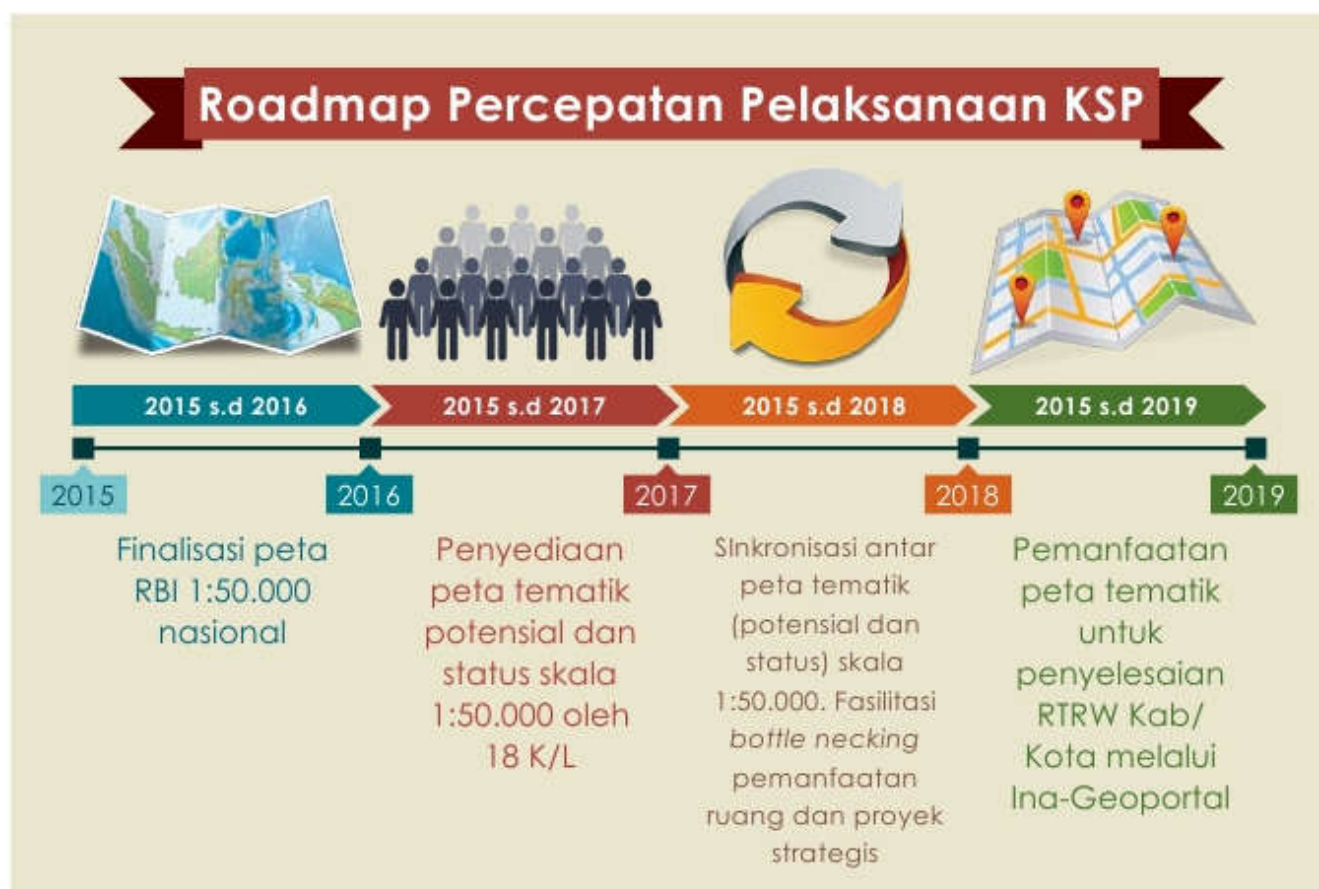 Roadmap Percepatan Pelaksanaan KSP
2015 s.d 2016
2015 s.d 2017
2015 s.d 2018
2015 s.d 2019
2015
2016
2017
2018
2019
Finalisasi peta
RBI 1:50.000
nasional
Penyediaan
peta tematik
potensial dan
status skala
1:50.000 oleh
18 K/L
SInkronisasi antar
peta tematik
(potensial dan
status) skala
1:50.000. Fasilitasi
bottle necking
pemanfaatan
ruang dan proyek
strategis
Pemanfaatan
peta tematik
untuk
penyelesaian
RTRW Kab/
Kota melalui
Ina-Geoportal